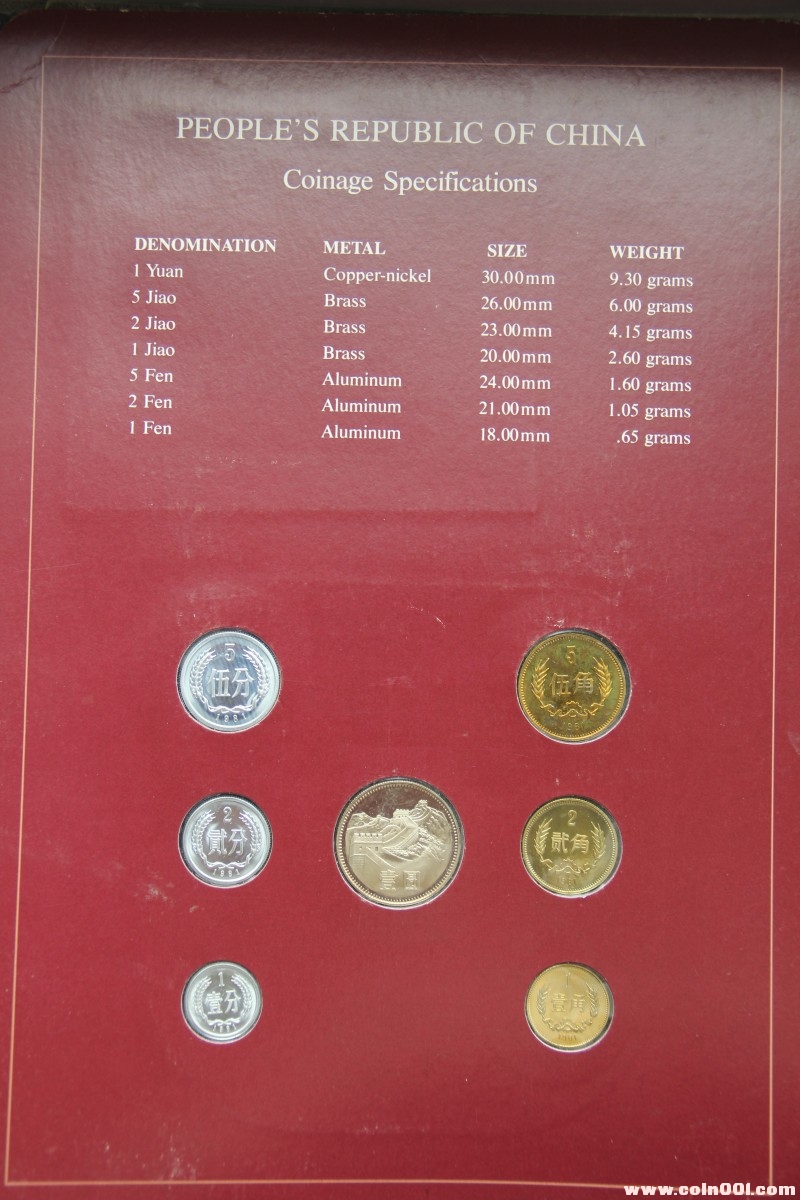 PEOPLE'S REPUBLIC OF CHINA
Coinage Specifications
DENOMINATION METAL SIZE WEIGHT
1 Yuan Copper-nickel 30.00mm 9.30 grams
5 Jiao Brass 26.00mm 6.00 grams
2 Jiao Brass 23.00mm 4.15 grams
1 Jiao Brass 20.00mm 2.60 grams
5 Fen Aluminum 24.00mm 1.60 grams
2 Fen Aluminum 21.00mm 1.05 grams
1 Fen Aluminum 18.00mm .65 grams
5
伍分
1981
5
伍角
2
贰分
1981
壹圆
2
贰角
1
壹分
1981
1
壹角
1981
www.coin001.com